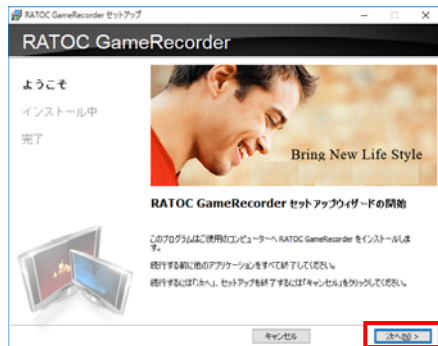 RATOC GameRecorder セットアップ
RATOC GameRecorder
ようこそ
インストール中
完了
Bring New Life Style
RATOC GameRecorder セットアップウィザードの開始
このプログラムはご使用のコンピューターへ RATOC GameRecorder をインストールしま
す。
続行する前に他のアプリケーションをすべて終了してください。
続行するには「次へ」、セットアップを終了するには「キャンセル」をクリックしてください。
キャンセル
次へ(N) >